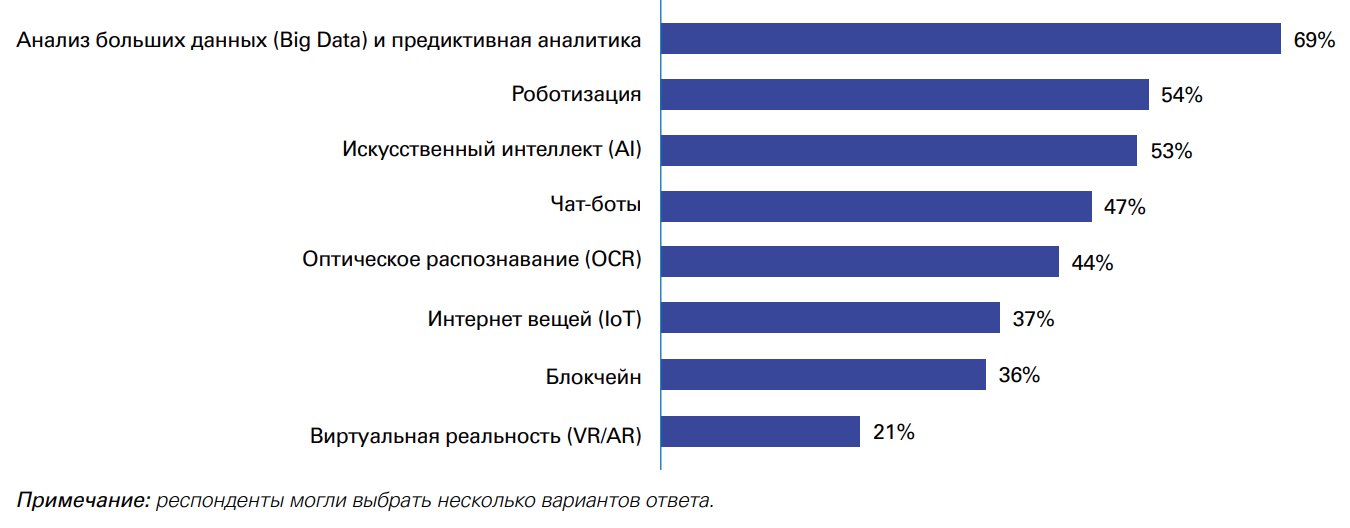 Анализ больших данных (Big Data) и предиктивная аналитика 69%
Роботизация 54%
Искусственный интеллект (AI) 53%
Чат-боты 47%
Оптическое распознавание (OCR) 44%
Интернет вещей (IoT) 37%
Блокчейн 36%
Виртуальная реальность (VR/AR) 21%
Примечание: респонденты могли выбрать несколько вариантов ответа.